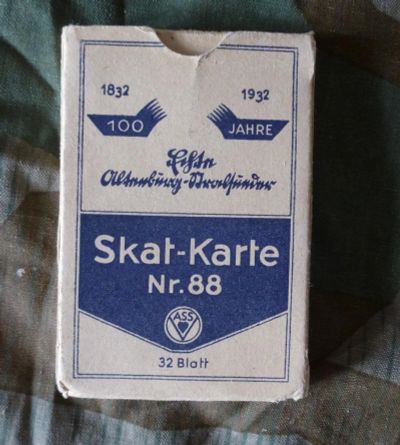 1832 1932
100 JAHRE
Echte
Altenburg-Stralsunder
Skat-Karte
Nr. 88
ASS
32 Blatt